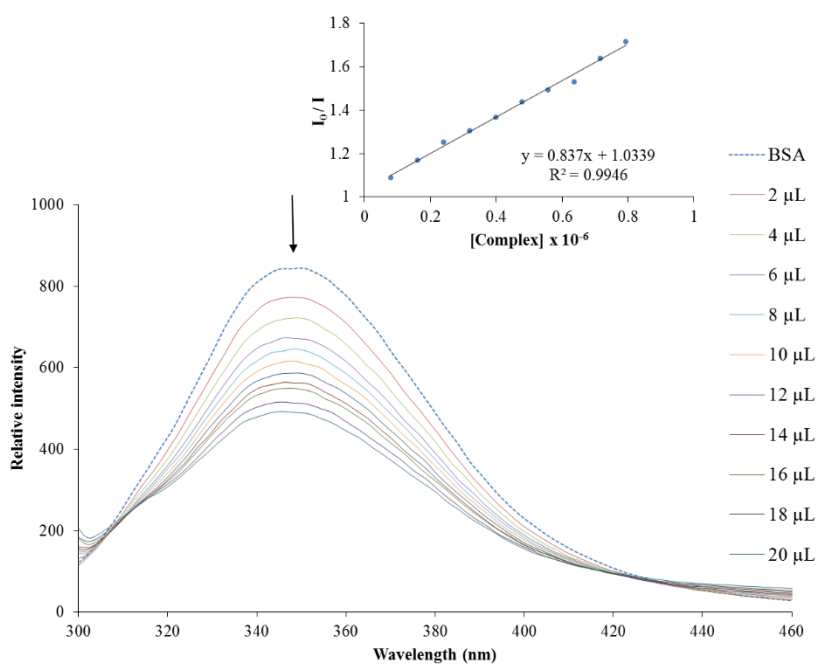 1.8
1.6
1.4
1.2
1
I₀ / I
y = 0.837x + 1.0339
R² = 0.9946
0 0.2 0.4 0.6 0.8 1
[Complex] x 10⁻⁶
BSA
2 µL
4 µL
6 µL
8 µL
10 µL
12 µL
14 µL
16 µL
18 µL
20 µL
1000
800
600
400
200
0
Relative intensity
300 320 340 360 380 400 420 440 460
Wavelength (nm)